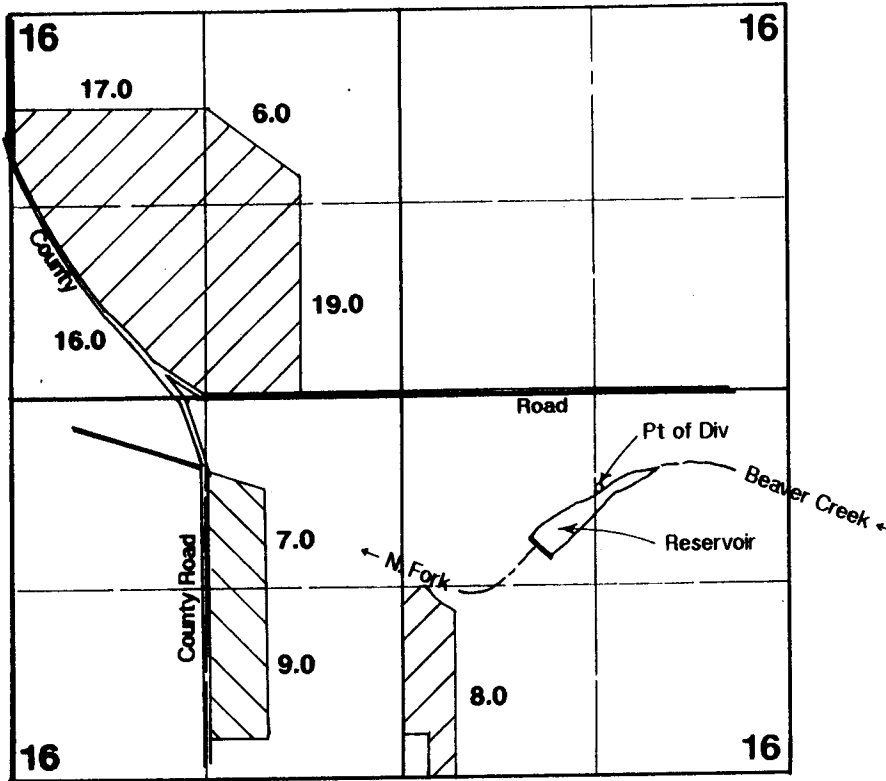 16
16
17.0
6.0
County
19.0
16.0
Road
Pt of Div
Beaver Creek ←
Reservoir
← N. Fork
7.0
County Road
9.0
8.0
16
16